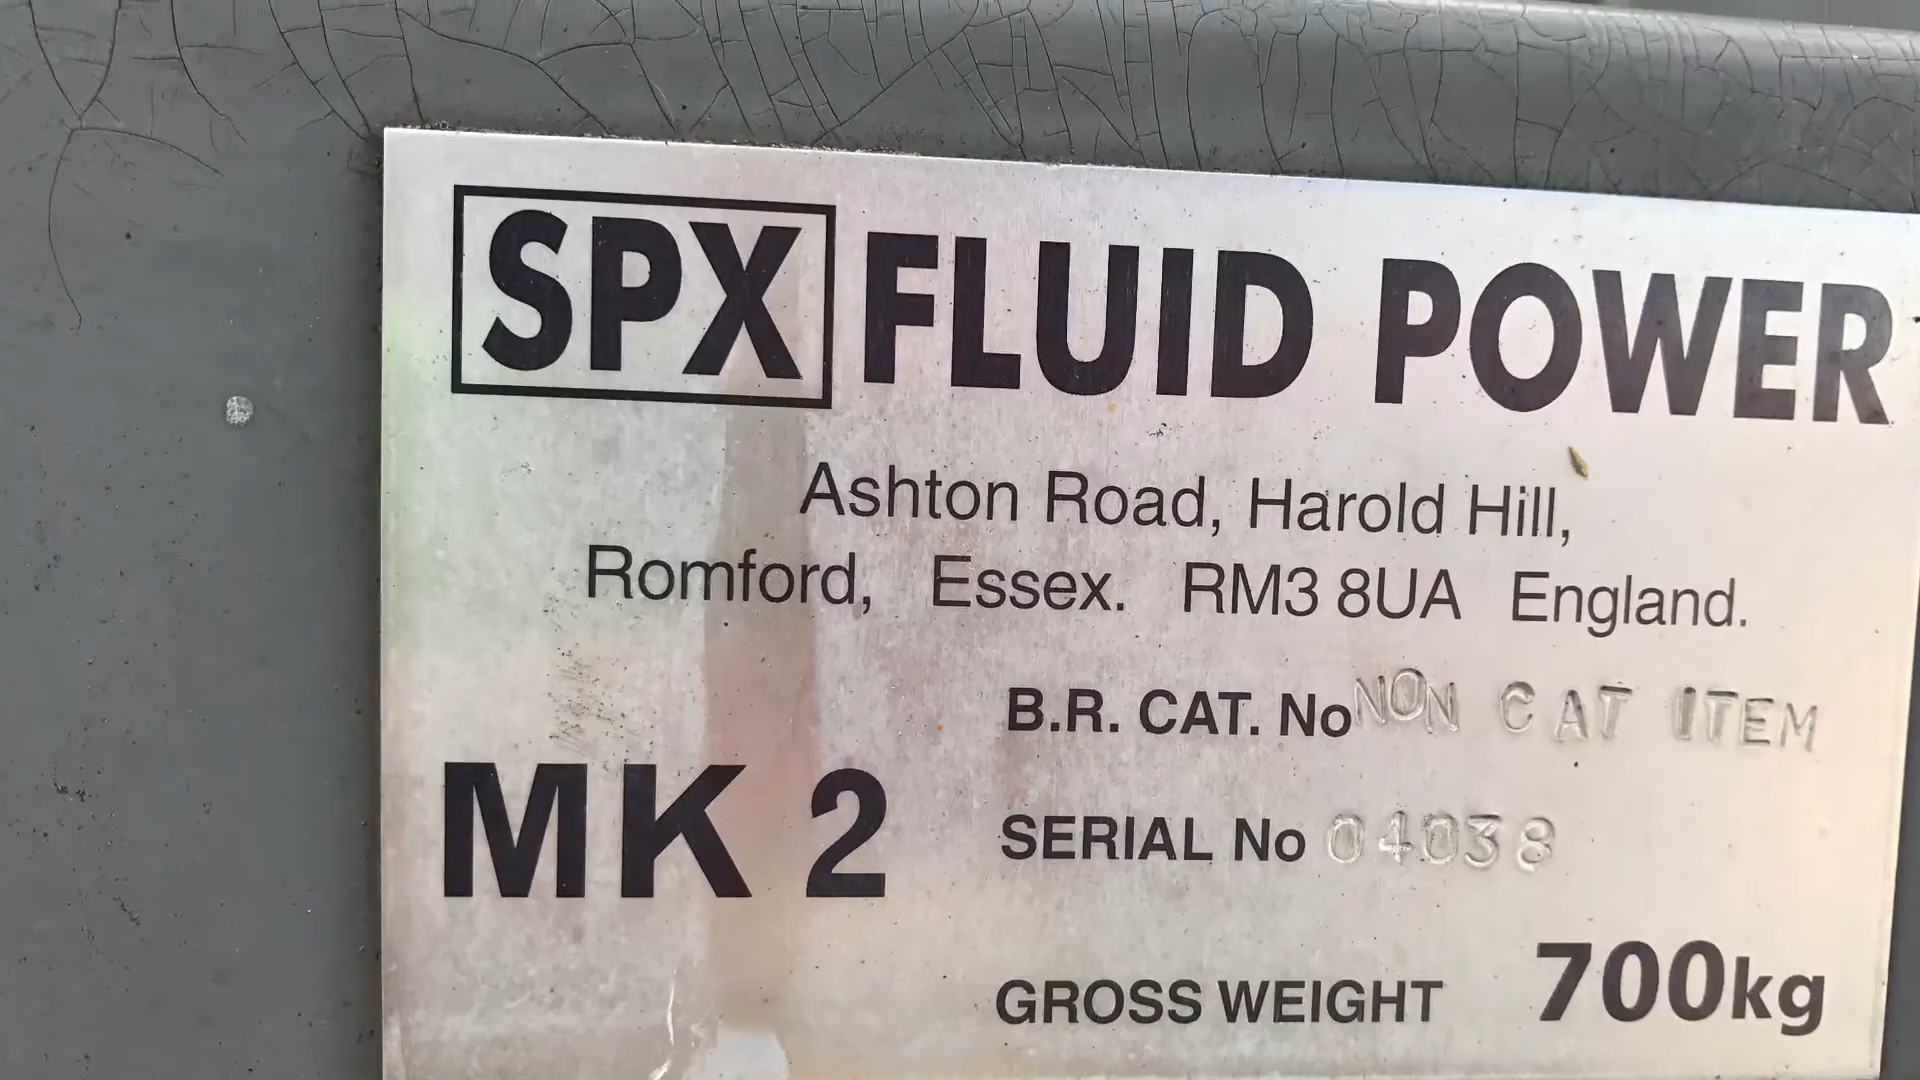 SPX FLUID POWER
Ashton Road, Harold Hill,
Romford, Essex. RM3 8UA England.
B.R. CAT. No NON CAT ITEM
MK 2
SERIAL No 04038
GROSS WEIGHT 700kg